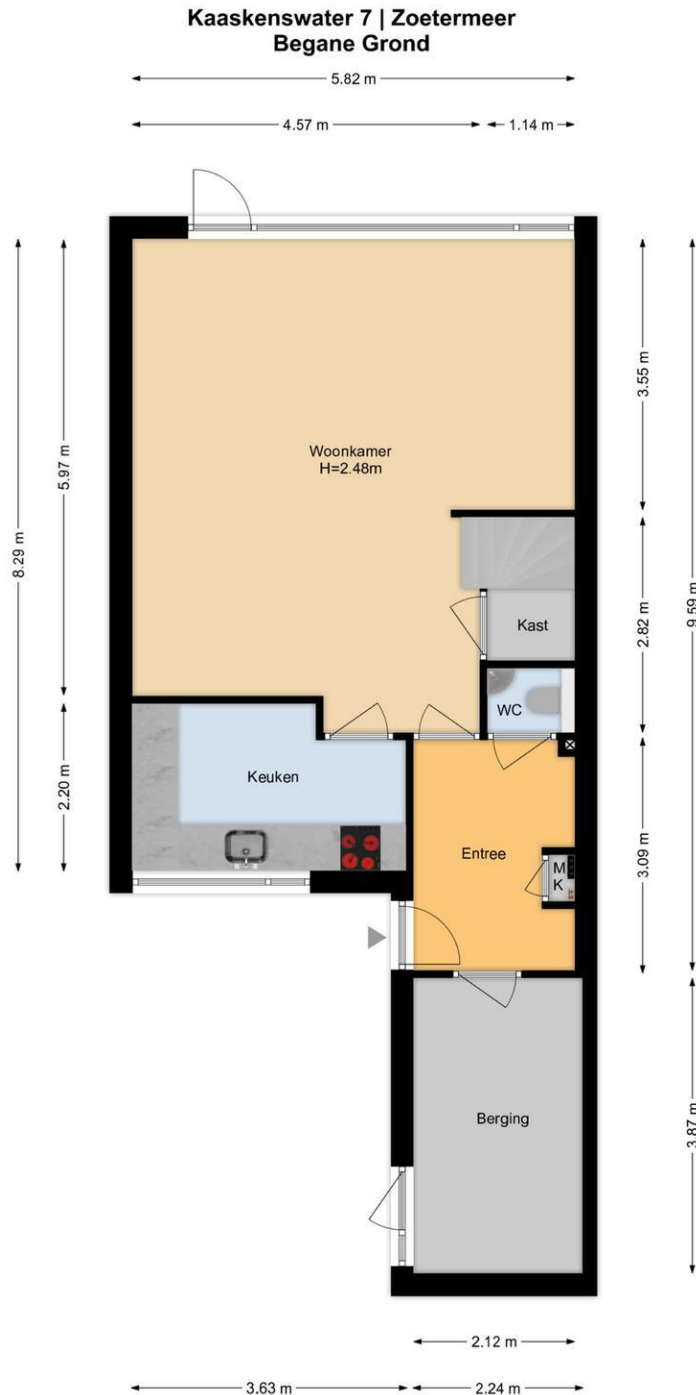 Kaaskenswater 7 | Zoetermeer
Begane Grond
5.82 m
4.57 m
1.14 m
8.29 m
5.97 m
2.20 m
3.55 m
2.82 m
3.09 m
9.59 m
3.87 m
Woonkamer
H=2.48m
Kast
WC
Keuken
Entree
M
K
Berging
2.12 m
3.63 m
2.24 m